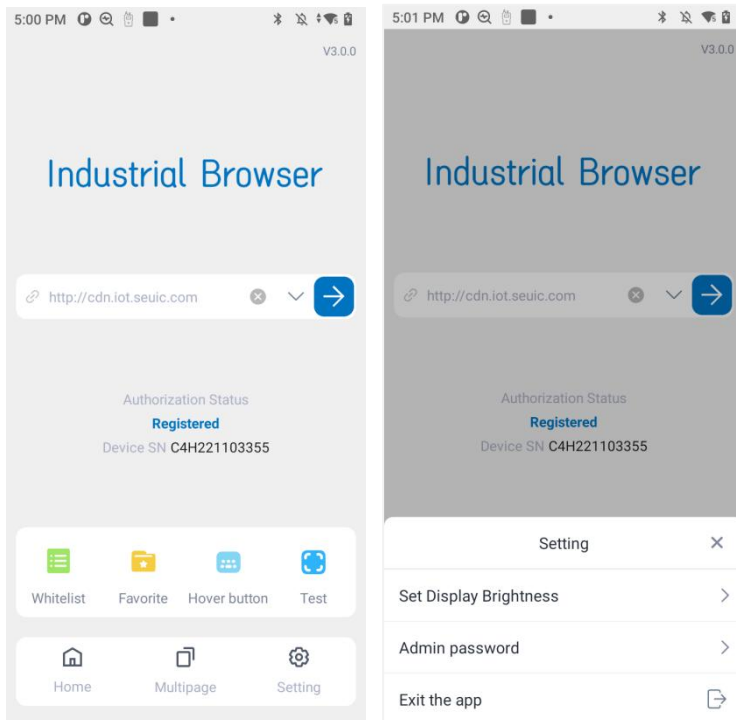 5:00 PM
V3.0.0
Industrial Browser
http://cdn.iot.seuic.com
Authorization Status
Registered
Device SN C4H221103355
Whitelist Favorite Hover button Test
Home Multipage Setting
5:01 PM
V3.0.0
Industrial Browser
http://cdn.iot.seuic.com
Authorization Status
Registered
Device SN C4H221103355
Setting
Set Display Brightness
Admin password
Exit the app